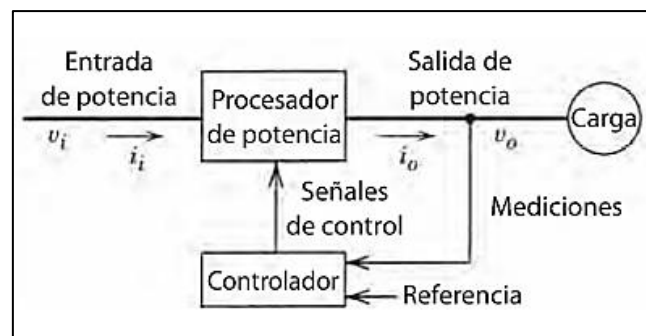 Entrada
de potencia
Procesador
de potencia
Salida de
potencia
Carga
v_i
i_i
i_o
v_o
Señales
de control
Mediciones
Controlador
Referencia